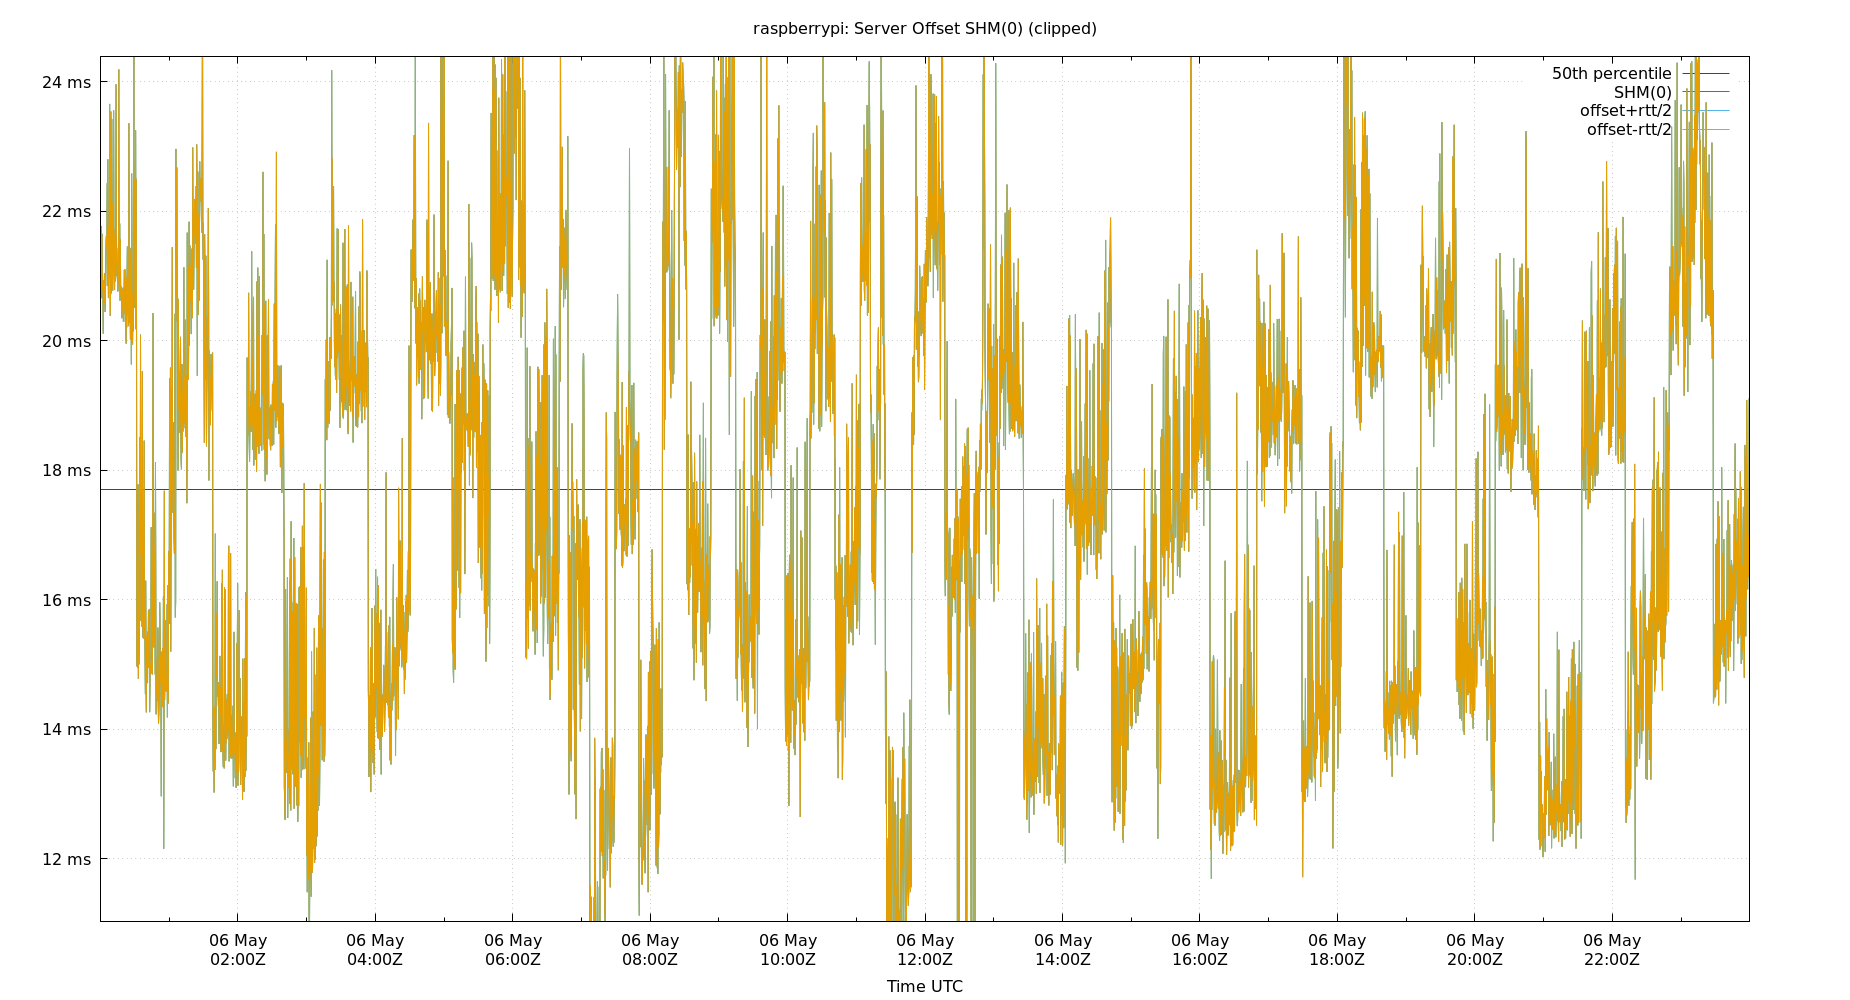 raspberrypi: Server Offset SHM(0) (clipped)
50th percentile
SHM(0)
offset+rtt/2
offset-rtt/2
24 ms
22 ms
20 ms
18 ms
16 ms
14 ms
12 ms
06 May 06 May 06 May 06 May 06 May 06 May 06 May 06 May 06 May 06 May 06 May
02:00Z 04:00Z 06:00Z 08:00Z 10:00Z 12:00Z 14:00Z 16:00Z 18:00Z 20:00Z 22:00Z
Time UTC